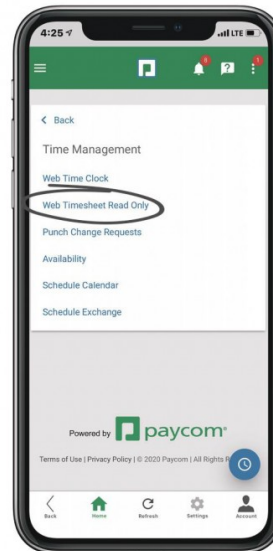 4:25
LTE
9
?
1
Back
Time Management
Web Time Clock
Web Timesheet Read Only
Punch Change Requests
Availability
Schedule Calendar
Schedule Exchange
Powered by paycom
Terms of Use | Privacy Policy | © 2020 Paycom | All Rights
Back Home Refresh Settings Account